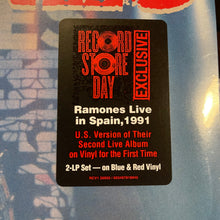 RECORD
STORE
DAY
EXCLUSIVE
Ramones Live
in Spain,1991
U.S. Version of Their
Second Live Album
on Vinyl for the First Time
2-LP Set — on Blue & Red Vinyl